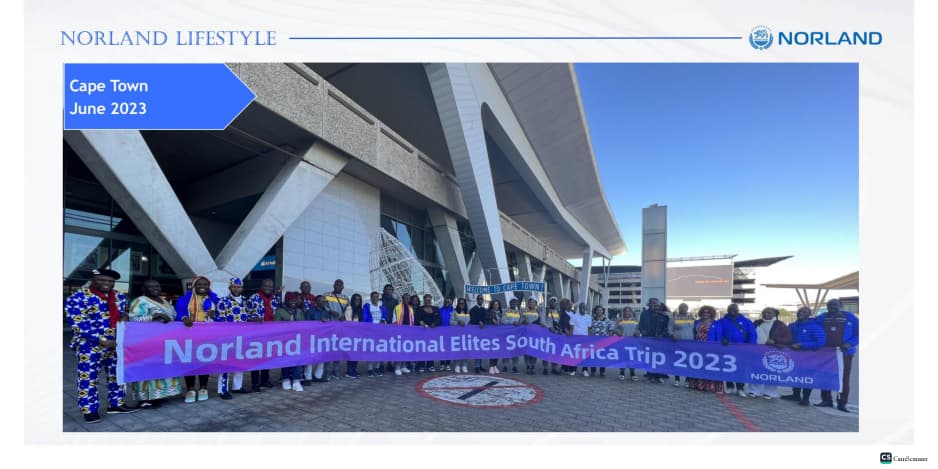 NORLAND LIFESTYLE
NORLAND
Cape Town
June 2023
WELCOME TO CAPE TOWN
Norland International Elites South Africa Trip 2023
NORLAND
CS CamScanner